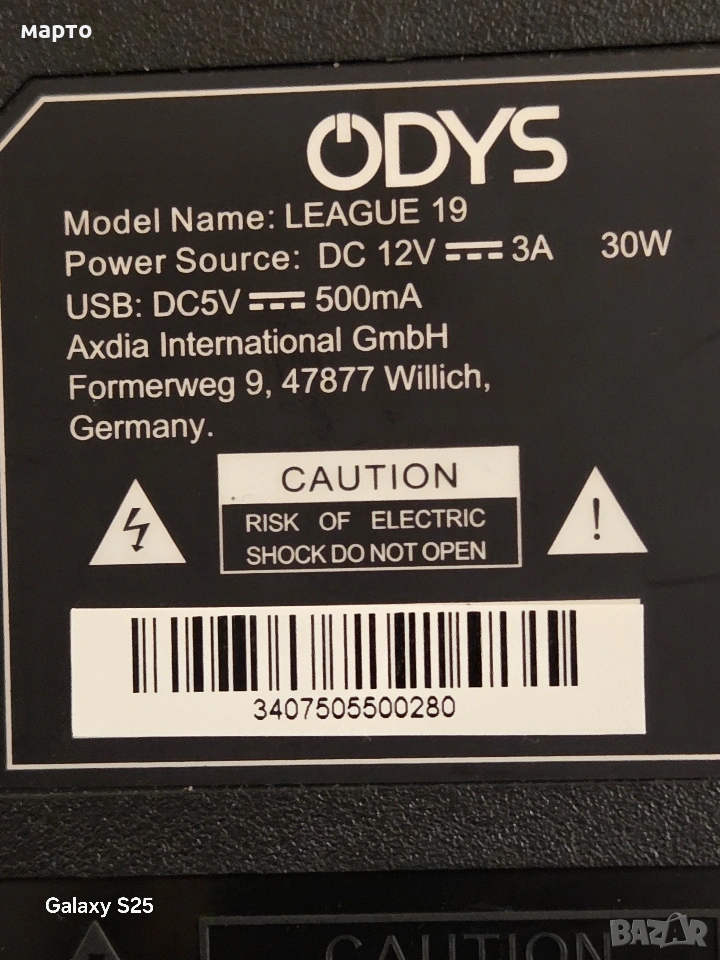 марто
ODYS
Model Name: LEAGUE 19
Power Source: DC 12V 3A 30W
USB: DC5V 500mA
Axdia International GmbH
Formerweg 9, 47877 Willich,
Germany.
CAUTION
RISK OF ELECTRIC
SHOCK DO NOT OPEN
3407505500280
Galaxy S25
CAUTION
BAZAR